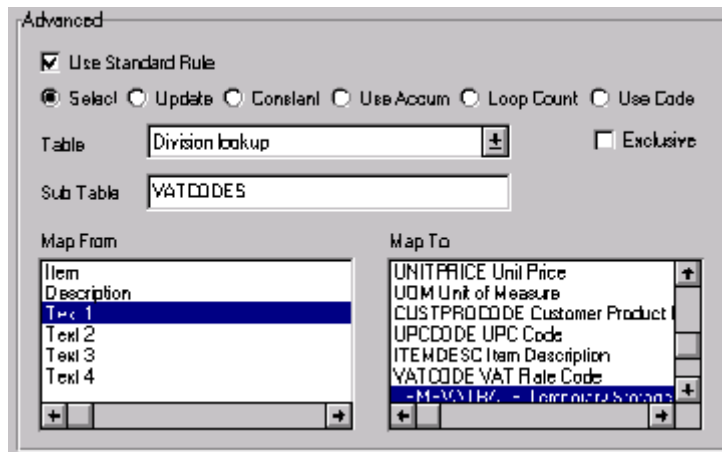 Advanced
Use Standard Rule
Select Update Constant Use Accum Loop Count Use Code
Table Division lookup Exclusive
Sub Table VATCODES
Map From
Item
Description
Text 1
Text 2
Text 3
Text 4
Map To
UNITPRICE Unit Price
UOM Unit of Measure
CUSTPRODCODE Customer Product
UPCCODE UPC Code
ITEMDESC Item Description
VATCODE VAT Rate Code
Temporary Storage